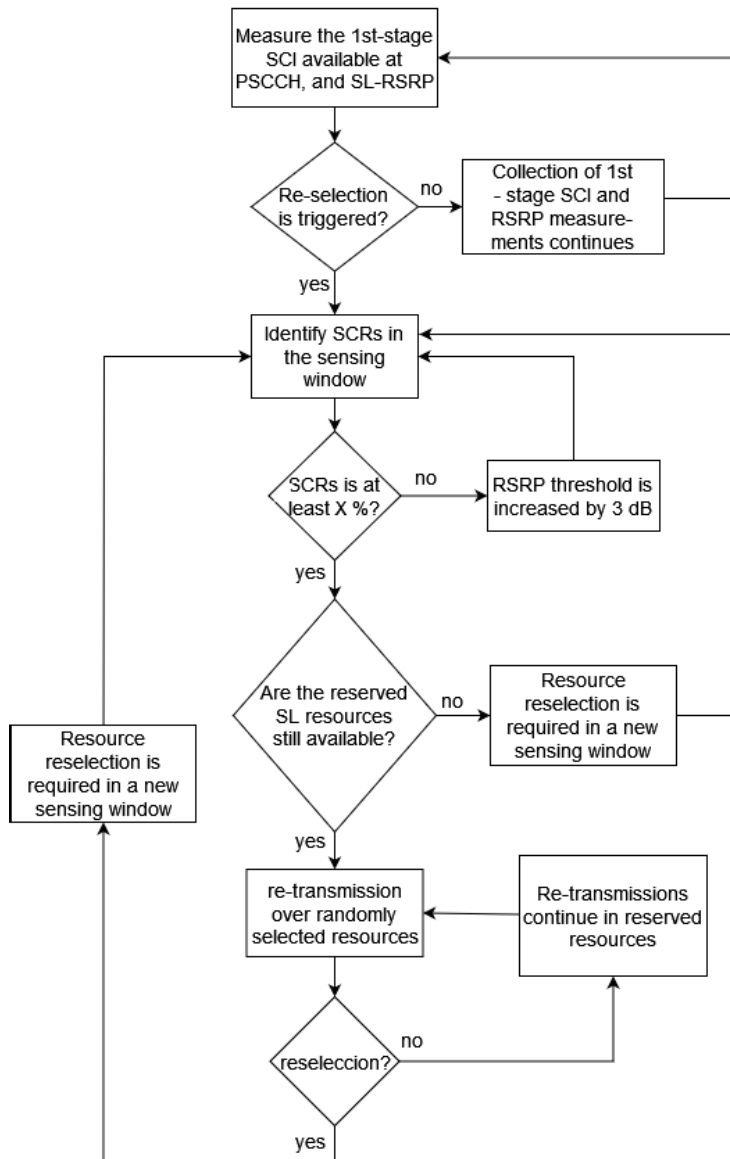 Measure the 1st-stage
SCI available at
PSCCH, and SL-RSRP
Re-selection
is triggered?
no
Collection of 1st
- stage SCI and
RSRP measure-
ments continues
yes
Identify SCRs in
the sensing
window
SCRs is at
least X %?
no
RSRP threshold is
increased by 3 dB
yes
Are the reserved
SL resources
still available?
no
Resource
reselection is
required in a new
sensing window
Resource
reselection is
required in a new
sensing window
yes
re-transmission
over randomly
selected resources
Re-transmissions
continue in reserved
resources
reseleccion?
no
yes